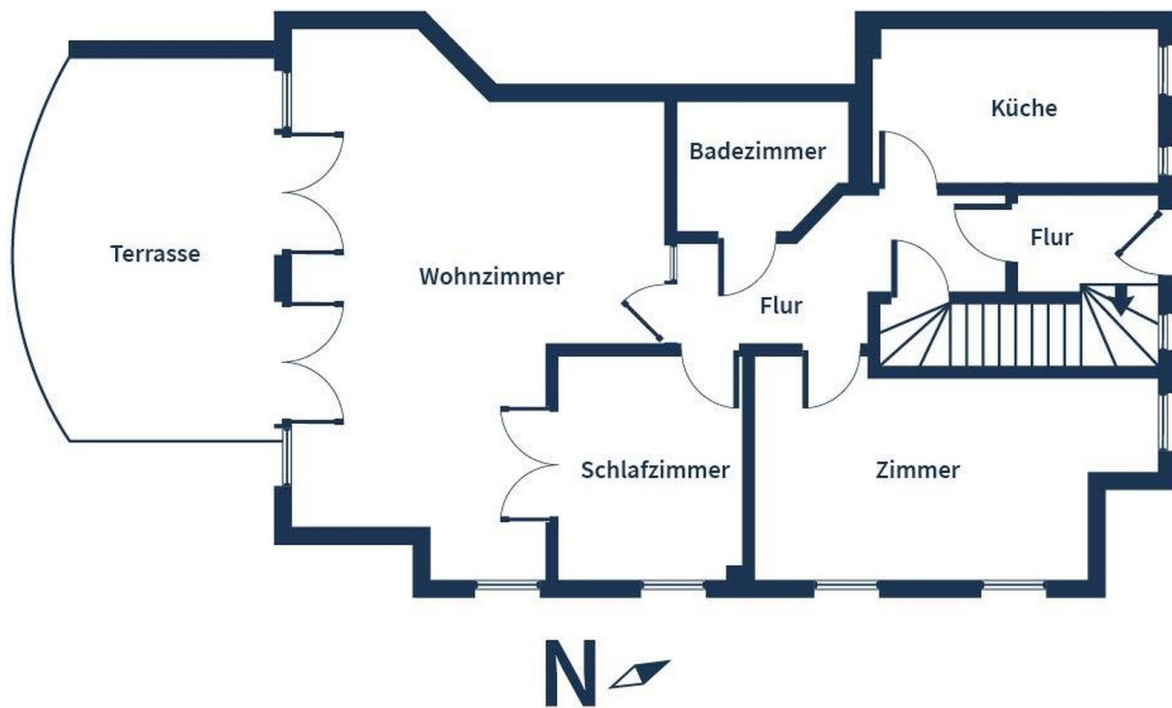 Küche
Badezimmer
Flur
Terrasse
Wohnzimmer
Flur
Schlafzimmer
Zimmer
N